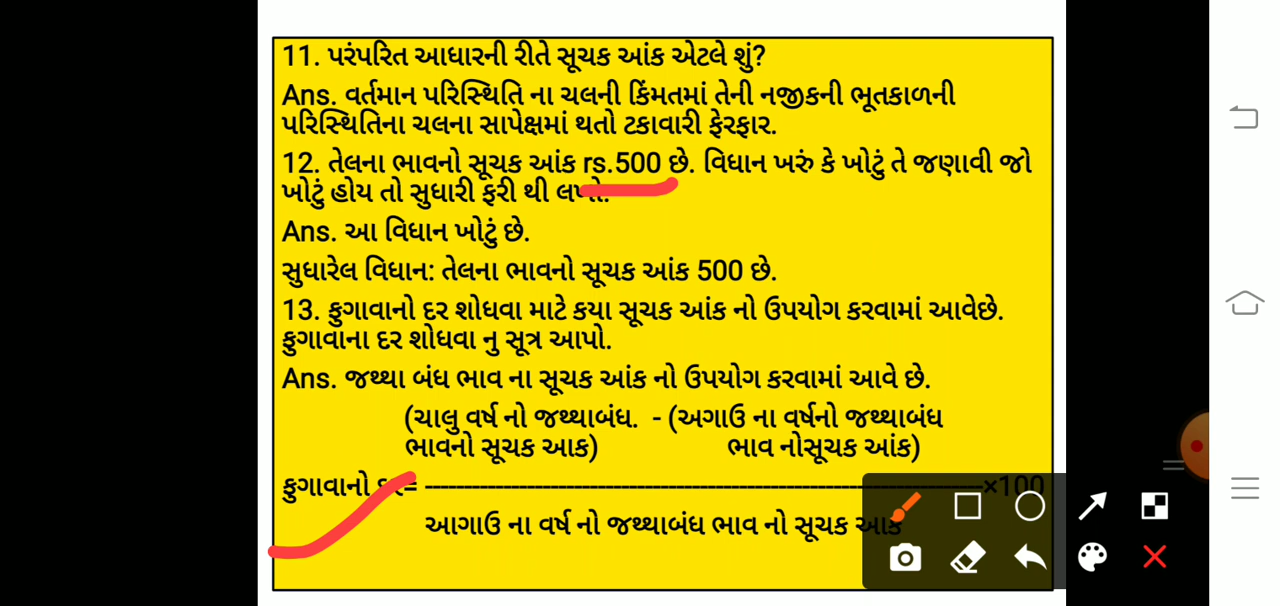 11. પરંપરિત આધારની રીતે સૂચક આંક એટલે શું?
Ans. વર્તમાન પરિસ્થિતિ ના ચલની કિંમતમાં તેની નજીકની ભૂતકાળની
પરિસ્થિતિના ચલના સાપેક્ષમાં થતો ટકાવારી ફેરફાર.
12. તેલના ભાવનો સૂચક આંક rs.500 છે. વિધાન ખરું કે ખોટું તે જણાવી જો
ખોટું હોય તો સુધારી ફરી થી લખો.
Ans. આ વિધાન ખોટું છે.
સુધારેલ વિધાન: તેલના ભાવનો સૂચક આંક 500 છે.
13. ફુગાવાનો દર શોધવા માટે કયા સૂચક આંક નો ઉપયોગ કરવામાં આવેછે.
ફુગાવાના દર શોધવા નુ સૂત્ર આપો.
Ans. જથ્થા બંધ ભાવ ના સૂચક આંક નો ઉપયોગ કરવામાં આવે છે.
(ચાલુ વર્ષ નો જથ્થાબંધ. - (અગાઉ ના વર્ષનો જથ્થાબંધ
ભાવનો સૂચક આક) ભાવ નોસૂચક આંક)
ફુગાવાનો દર= ----------------------------------------------------------------×100
આગાઉ ના વર્ષ નો જથ્થાબંધ ભાવ નો સૂચક આક